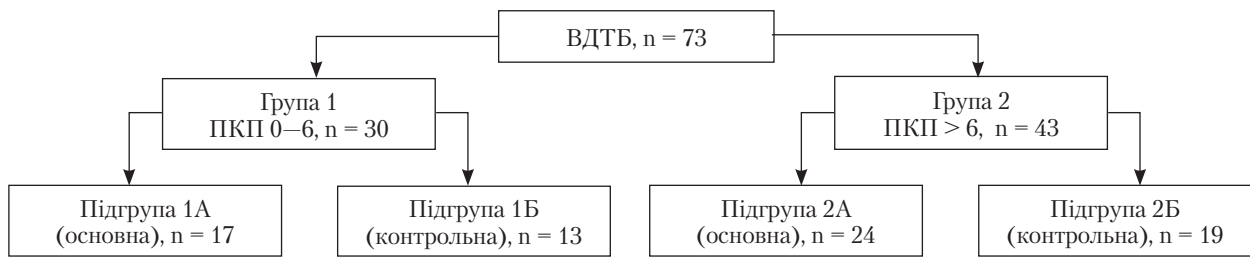 ВДТБ, n = 73
Група 1
ПКП 0–6, n = 30
Група 2
ПКП > 6, n = 43
Підгрупа 1А
(основна), n = 17
Підгрупа 1Б
(контрольна), n = 13
Підгрупа 2А
(основна), n = 24
Підгрупа 2Б
(контрольна), n = 19